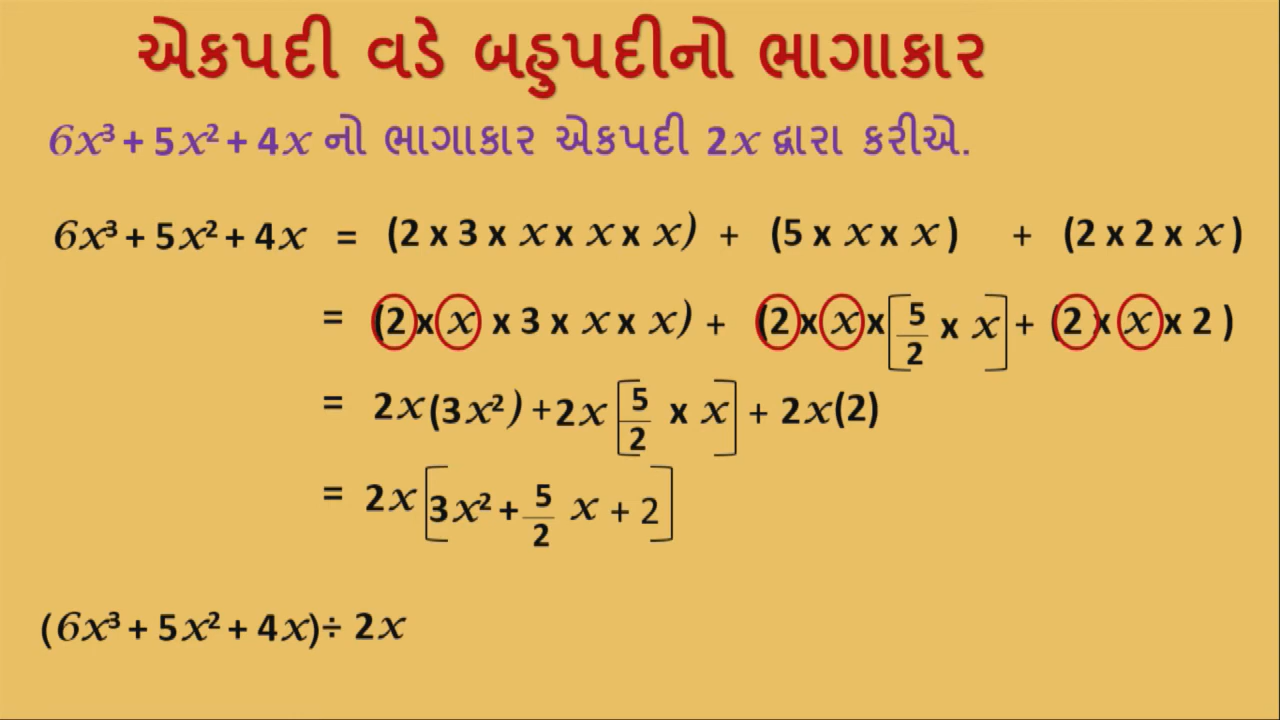 એકપદી વડે બહુપદીનો ભાગાકાર
6x³ + 5x² + 4x નો ભાગાકાર એકપદી 2x દ્વારા કરીએ.
6x³ + 5x² + 4x = (2 x 3 x x x x x x) + (5 x x x x) + (2 x 2 x x)
= (2 x x x 3 x x x x) + (2 x x x [5/2 x x] + (2 x x x 2)
= 2x (3x²) + 2x [5/2 x x] + 2x(2)
= 2x [3x² + 5/2 x + 2]
(6x³ + 5x² + 4x) ÷ 2x